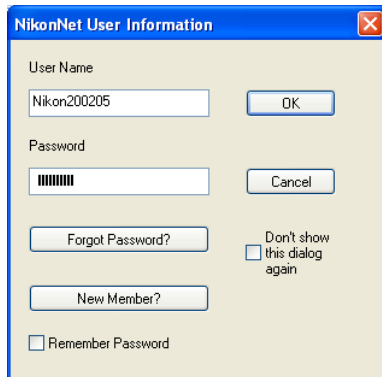 NikonNet User Information
User Name
Nikon200205
OK
Password
Cancel
Forgot Password?
Don't show
this dialog
again
New Member?
Remember Password